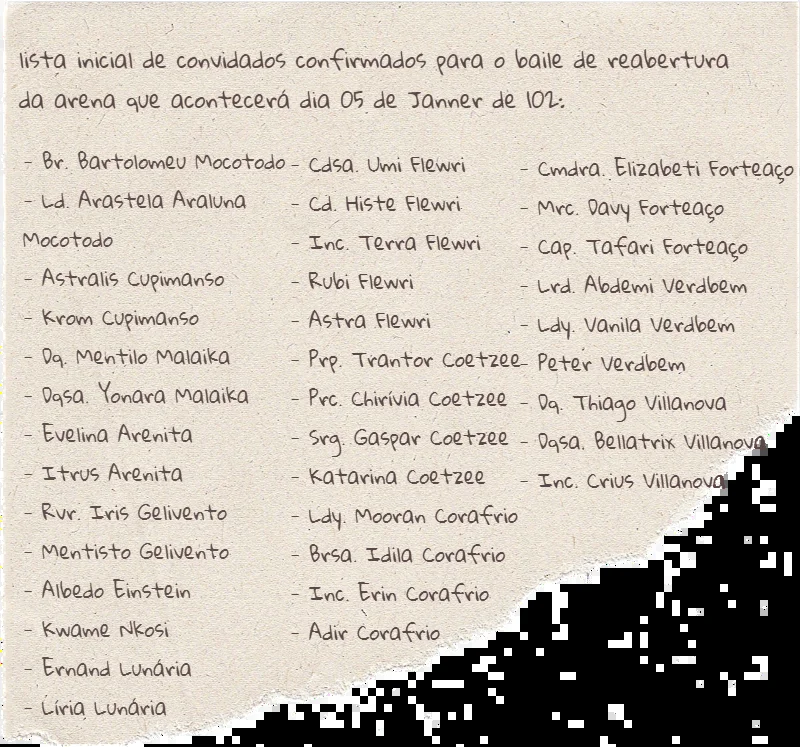 lista inicial de convidados confirmados para o baile de reabertura
da arena que acontecerá dia 05 de Janner de 102:
- Br. Bartolomeu Mocotodo
- Ld. Arastela Araluna
Mocotodo
- Astralis Cupimanso
- Krom Cupimanso
- Dq. Mentilo Malaika
- Dqsa. Yonara Malaika
- Evelina Arenita
- Itrus Arenita
- Rvr. Iris Gelivento
- Mentisto Gelivento
- Albedo Einstein
- Kwame Nkosi
- Ernand Lunária
- Líria Lunária
- Cdsa. Umi Flewri
- Cd. Histe Flewri
- Inc. Terra Flewri
- Rubi Flewri
- Astra Flewri
- Prp. Trantor Coetzee
- Prc. Chirívia Coetzee
- Srg. Gaspar Coetzee
- Katarina Coetzee
- Ldy. Mooran Corafrio
- Brsa. Idila Corafrio
- Inc. Erin Corafrio
- Adir Corafrio
- Cmdra. Elizabeti Forteaço
- Mrc. Davy Forteaço
- Cap. Tafari Forteaço
- Lrd. Abdemi Verdbem
- Ldy. Vanila Verdbem
- Peter Verdbem
- Dq. Thiago Villanova
- Dqsa. Bellatrix Villanova
- Inc. Crius Villanova